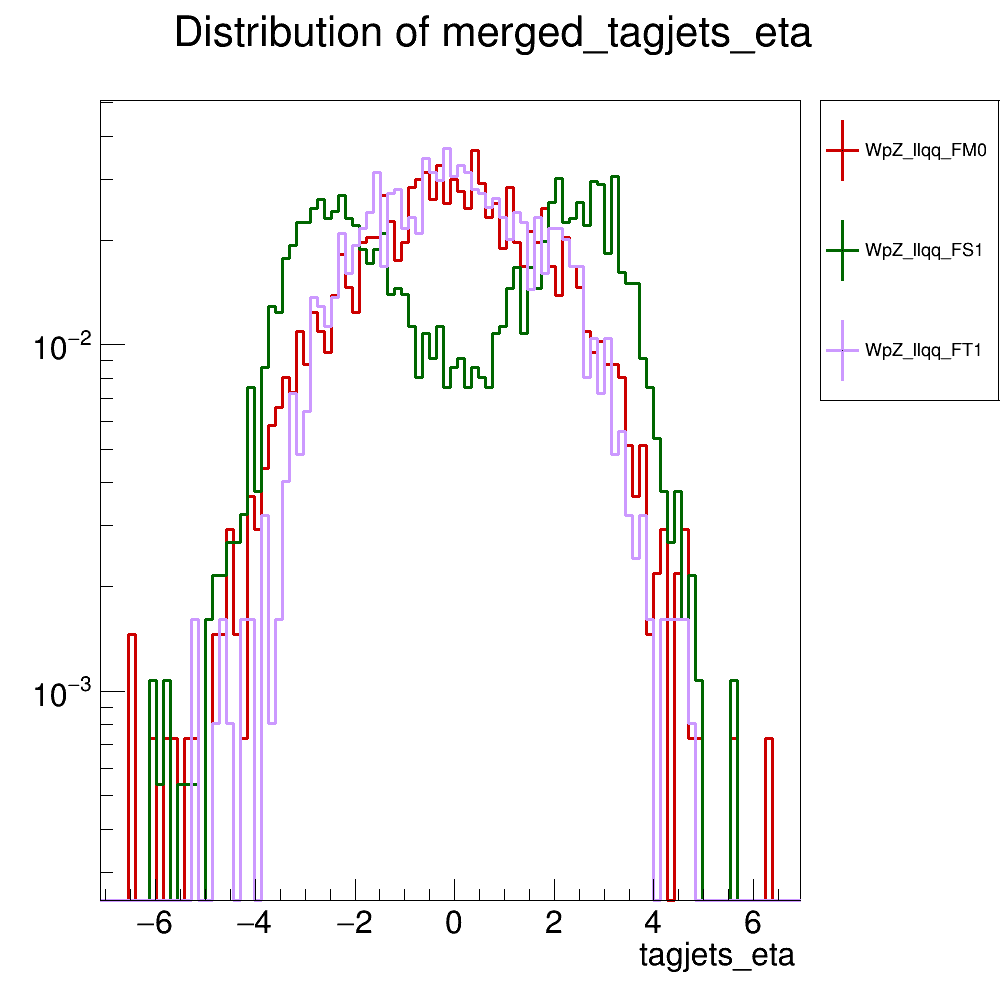 Distribution of merged_tagjets_eta
WpZ_llqq_FM0
WpZ_llqq_FS1
WpZ_llqq_FT1
10−2
10−3
−6 −4 −2 0 2 4 6
tagjets_eta